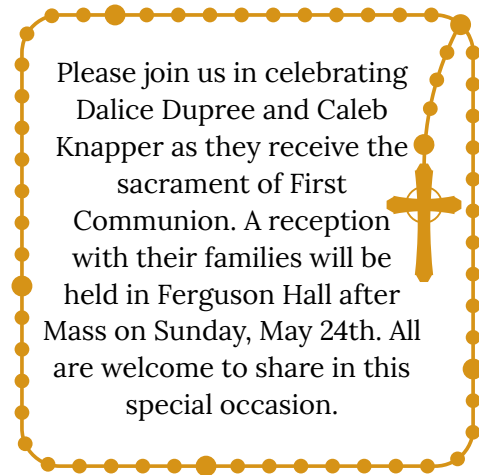 Please join us in celebrating
Dalice Dupree and Caleb
Knapper as they receive the
sacrament of First
Communion. A reception
with their families will be
held in Ferguson Hall after
Mass on Sunday, May 24th. All
are welcome to share in this
special occasion.